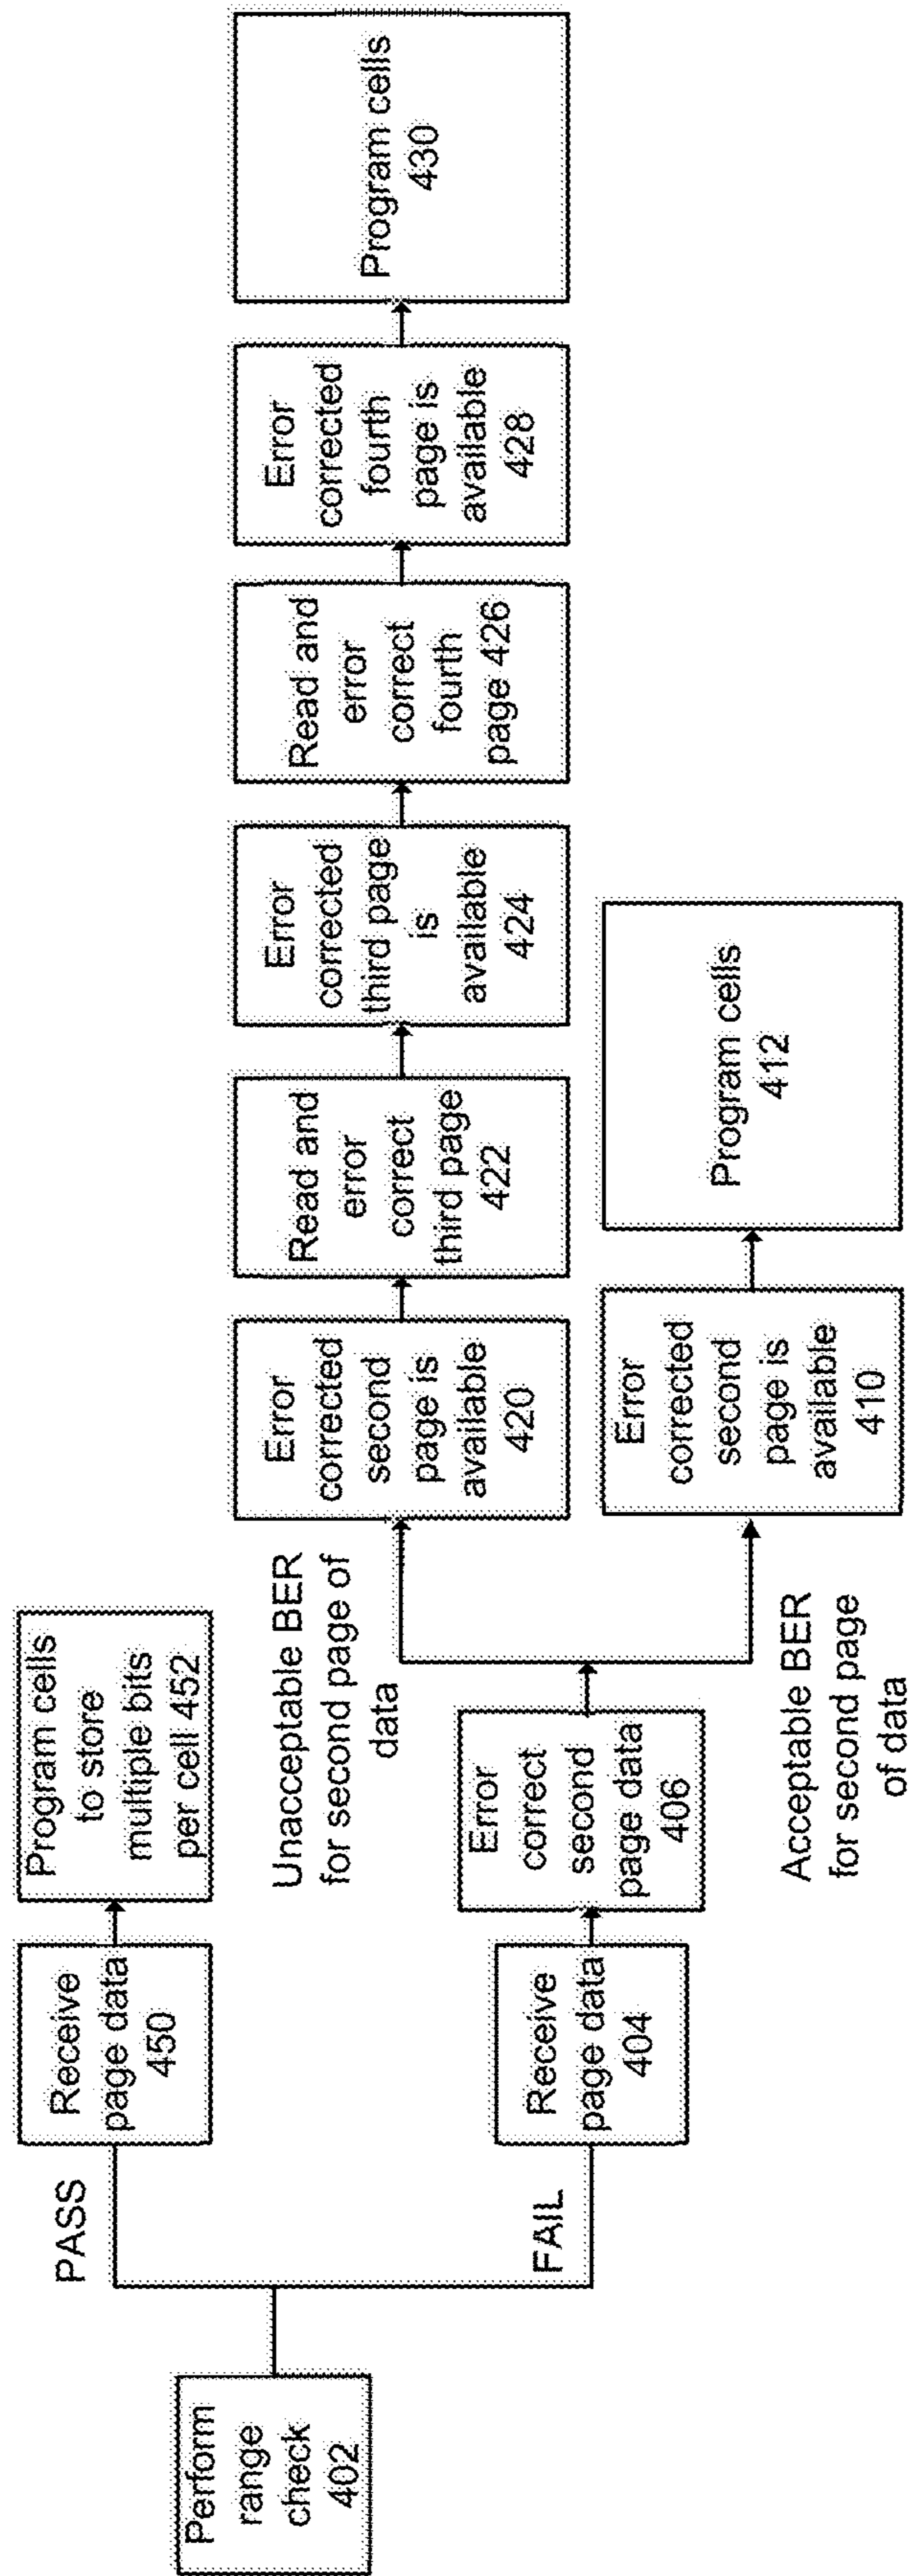 Perform
range
check
402
PASS
Receive
page data
450
Program cells
to store
multiple bits
per cell 452
FAIL
Receive
page data
404
Error
correct
second
page data
406
Unacceptable BER
for second page of
data
Error
corrected
second
page is
available
420
Read and
error
correct
third page
422
Error
corrected
third page
is
available
424
Read and
error
correct
fourth
page 426
Error
corrected
fourth
page is
available
428
Program cells
430
Acceptable BER
for second page
of data
Error
corrected
second
page is
available
410
Program cells
412